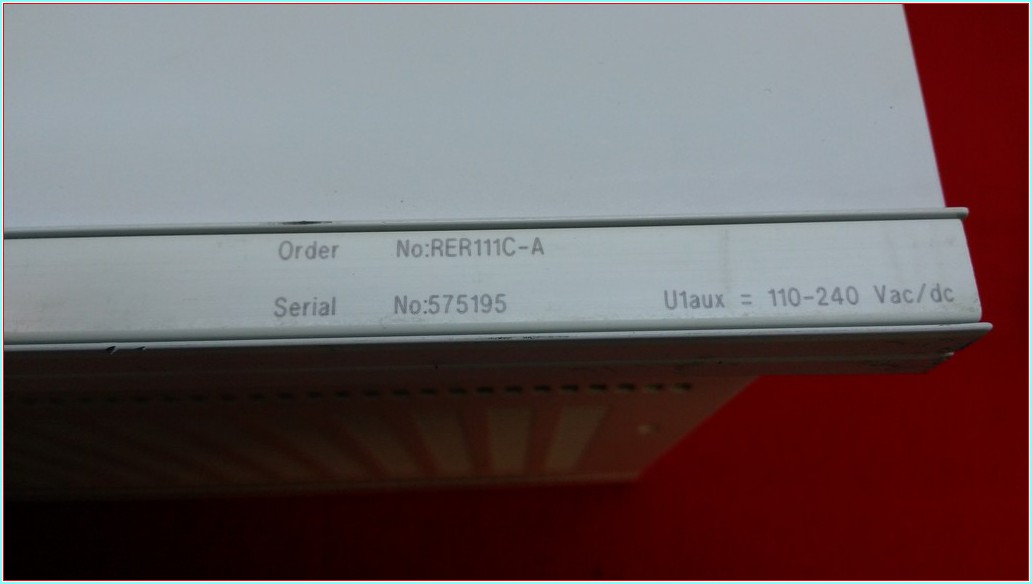 Order No:RER111C-A
Serial No:575195 U1aux = 110-240 Vac/dc